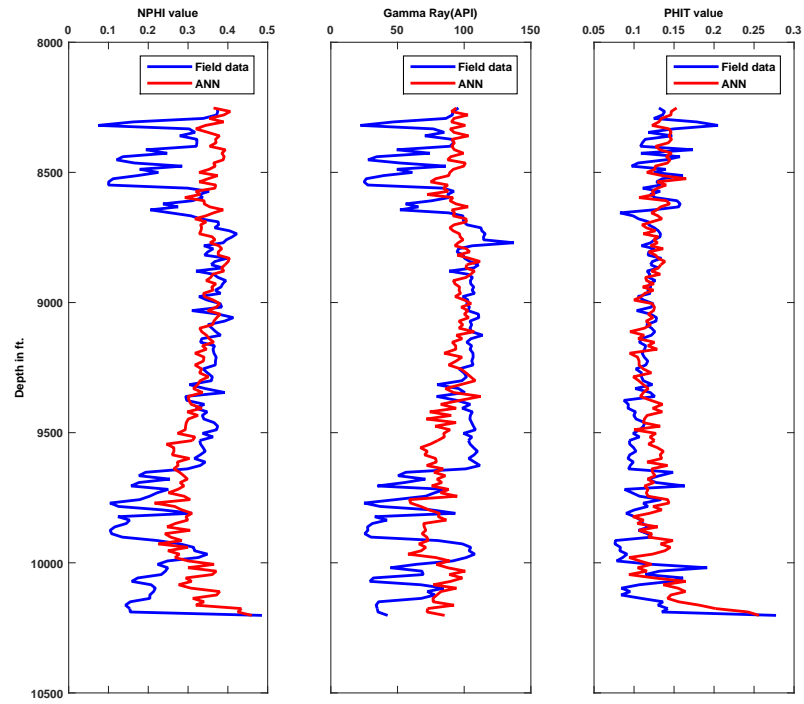 NPHI value
Gamma Ray(API)
PHIT value
0 0.1 0.2 0.3 0.4 0.5
0 50 100 150
0.05 0.1 0.15 0.2 0.25 0.3
8000
8500
9000
9500
10000
10500
Depth in ft.
Field data
ANN
Field data
ANN
Field data
ANN